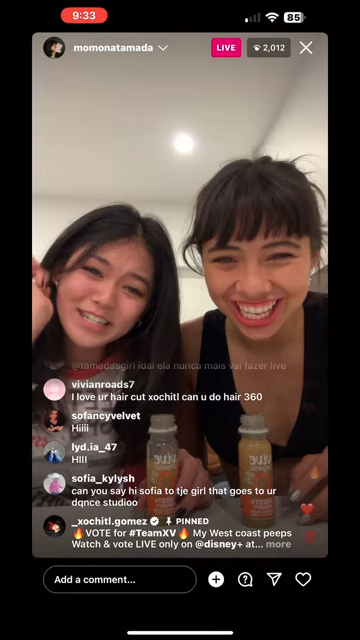 9:33
85
momonatamada
LIVE
2,012
@tamadasgirl idai ela nunca mais vai fazer live
vivianroads7
I love ur hair cut xochitl can u do hair 360
sofancyvelvet
Hiiii
lyd.ia_47
HIII
sofia_kylysh
can you say hi sofia to tje girl that goes to ur
dqnce studioo
_xochitl.gomez PINNED
🔥VOTE for #TeamXV🔥 My West coast peeps
Watch & vote LIVE only on @disney+ at... more
Add a comment...